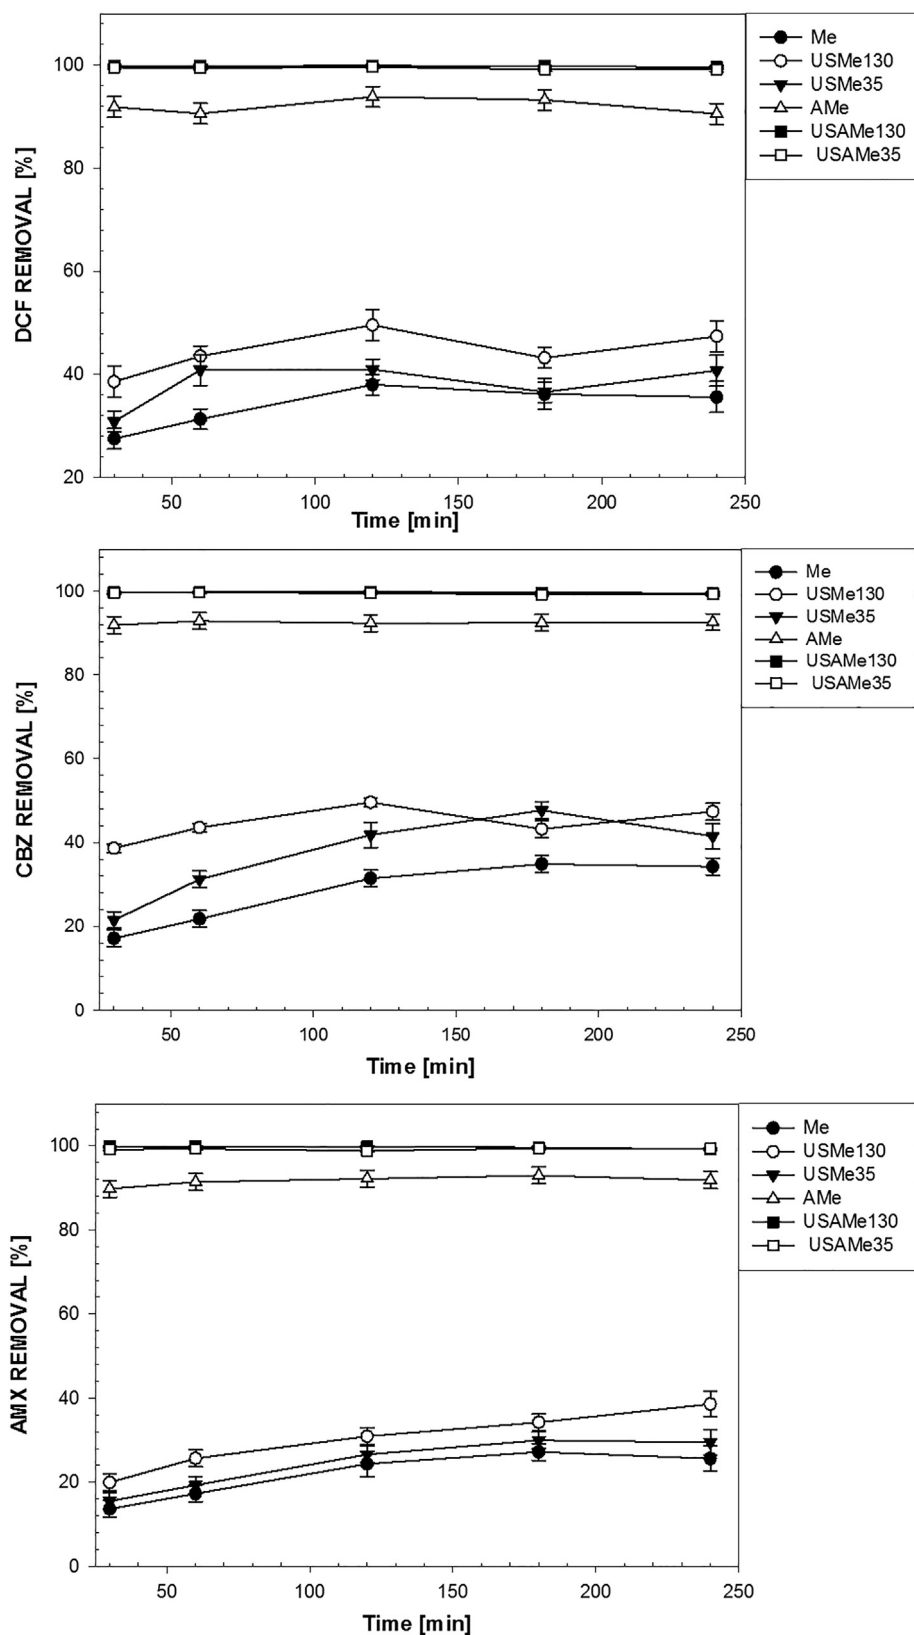 Me
USMe130
USMe35
AMe
USAMe130
USAMe35
DCF REMOVAL [%]
100
80
60
40
20
50 100 150 200 250
Time [min]
Me
USMe130
USMe35
AMe
USAMe130
USAMe35
CBZ REMOVAL [%]
100
80
60
40
20
0
50 100 150 200 250
Time [min]
Me
USMe130
USMe35
AMe
USAMe130
USAMe35
AMX REMOVAL [%]
100
80
60
40
20
0
50 100 150 200 250
Time [min]